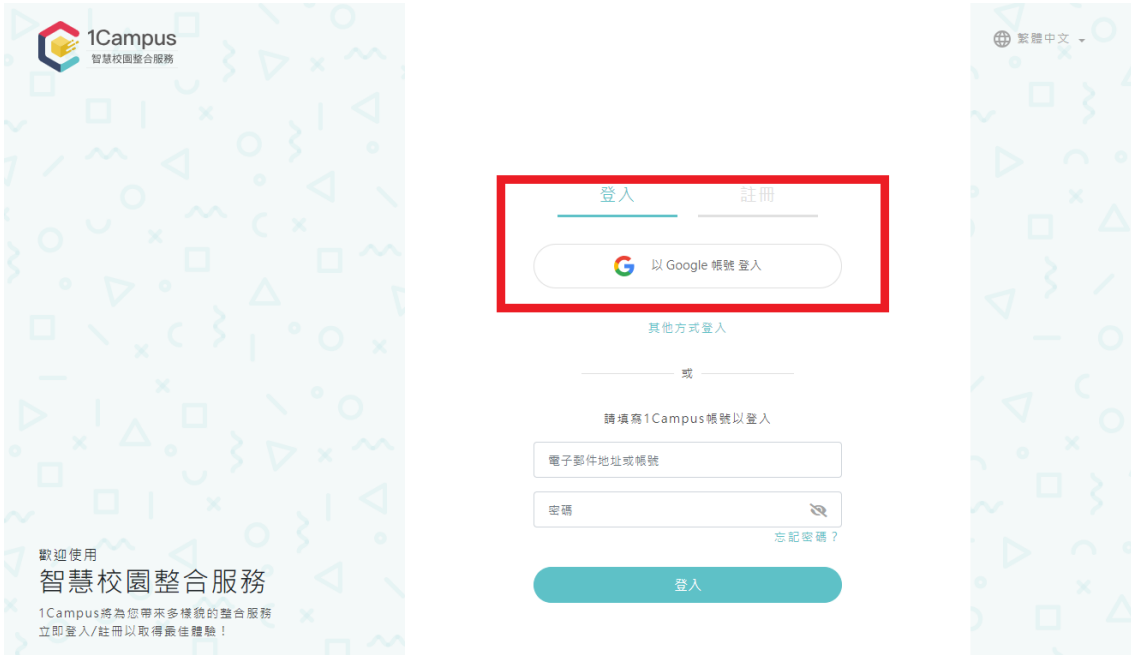 1Campus
智慧校園整合服務
繁體中文
登入
註冊
以 Google 帳號 登入
其他方式登入
或
請填寫1Campus帳號以登入
電子郵件地址或帳號
密碼
忘記密碼？
登入
歡迎使用
智慧校園整合服務
1Campus將為您帶來多樣貌的整合服務
立即登入/註冊以取得最佳體驗！